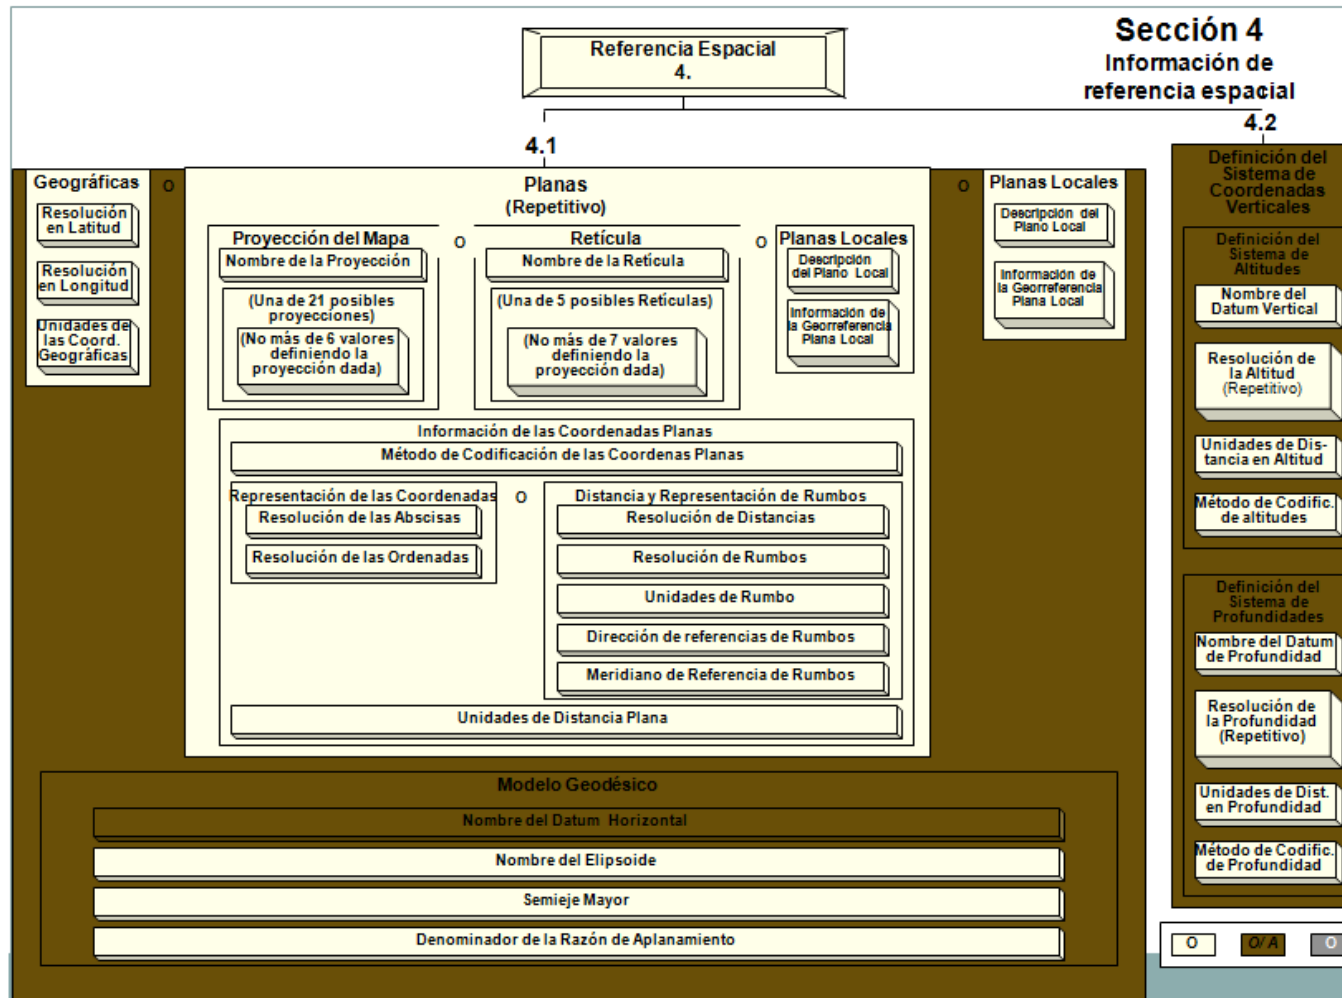 Sección 4
Información de
referencia espacial
Referencia Espacial
4.
4.1
4.2
Geográficas
Resolución
en Latitud
Resolución
en Longitud
Unidades de
las Coord.
Geográficas
O
Planas
(Repetitivo)
Proyección del Mapa
Nombre de la Proyección
(Una de 21 posibles
proyecciones)
(No más de 6 valores
definiendo la
proyección dada)
O
Retícula
Nombre de la Retícula
(Una de 5 posibles Retículas)
(No más de 7 valores
definiendo la
proyección dada)
O
Planas Locales
Descripción
del Plano Local
Información de
la Georreferencia
Plana Local
Información de las Coordenadas Planas
Método de Codificación de las Coordenas Planas
Representación de las Coordenadas
Resolución de las Abscisas
Resolución de las Ordenadas
O
Distancia y Representación de Rumbos
Resolución de Distancias
Resolución de Rumbos
Unidades de Rumbo
Dirección de referencias de Rumbos
Meridiano de Referencia de Rumbos
Unidades de Distancia Plana
O
Planas Locales
Descripción del
Plano Local
Información de
la Georreferencia
Plana Local
Modelo Geodésico
Nombre del Datum Horizontal
Nombre del Elipsoide
Semieje Mayor
Denominador de la Razón de Aplanamiento
Definición del
Sistema de
Coordenadas
Verticales
Definición del
Sistema de
Altitudes
Nombre del
Datum Vertical
Resolución de
la Altitud
(Repetitivo)
Unidades de Dis-
tancia en Altitud
Método de Codific.
de altitudes
Definición del
Sistema de
Profundidades
Nombre del Datum
de Profundidad
Resolución de
la Profundidad
(Repetitivo)
Unidades de Dist.
en Profundidad
Método de Codific.
de Profundidad
O
O/A
O